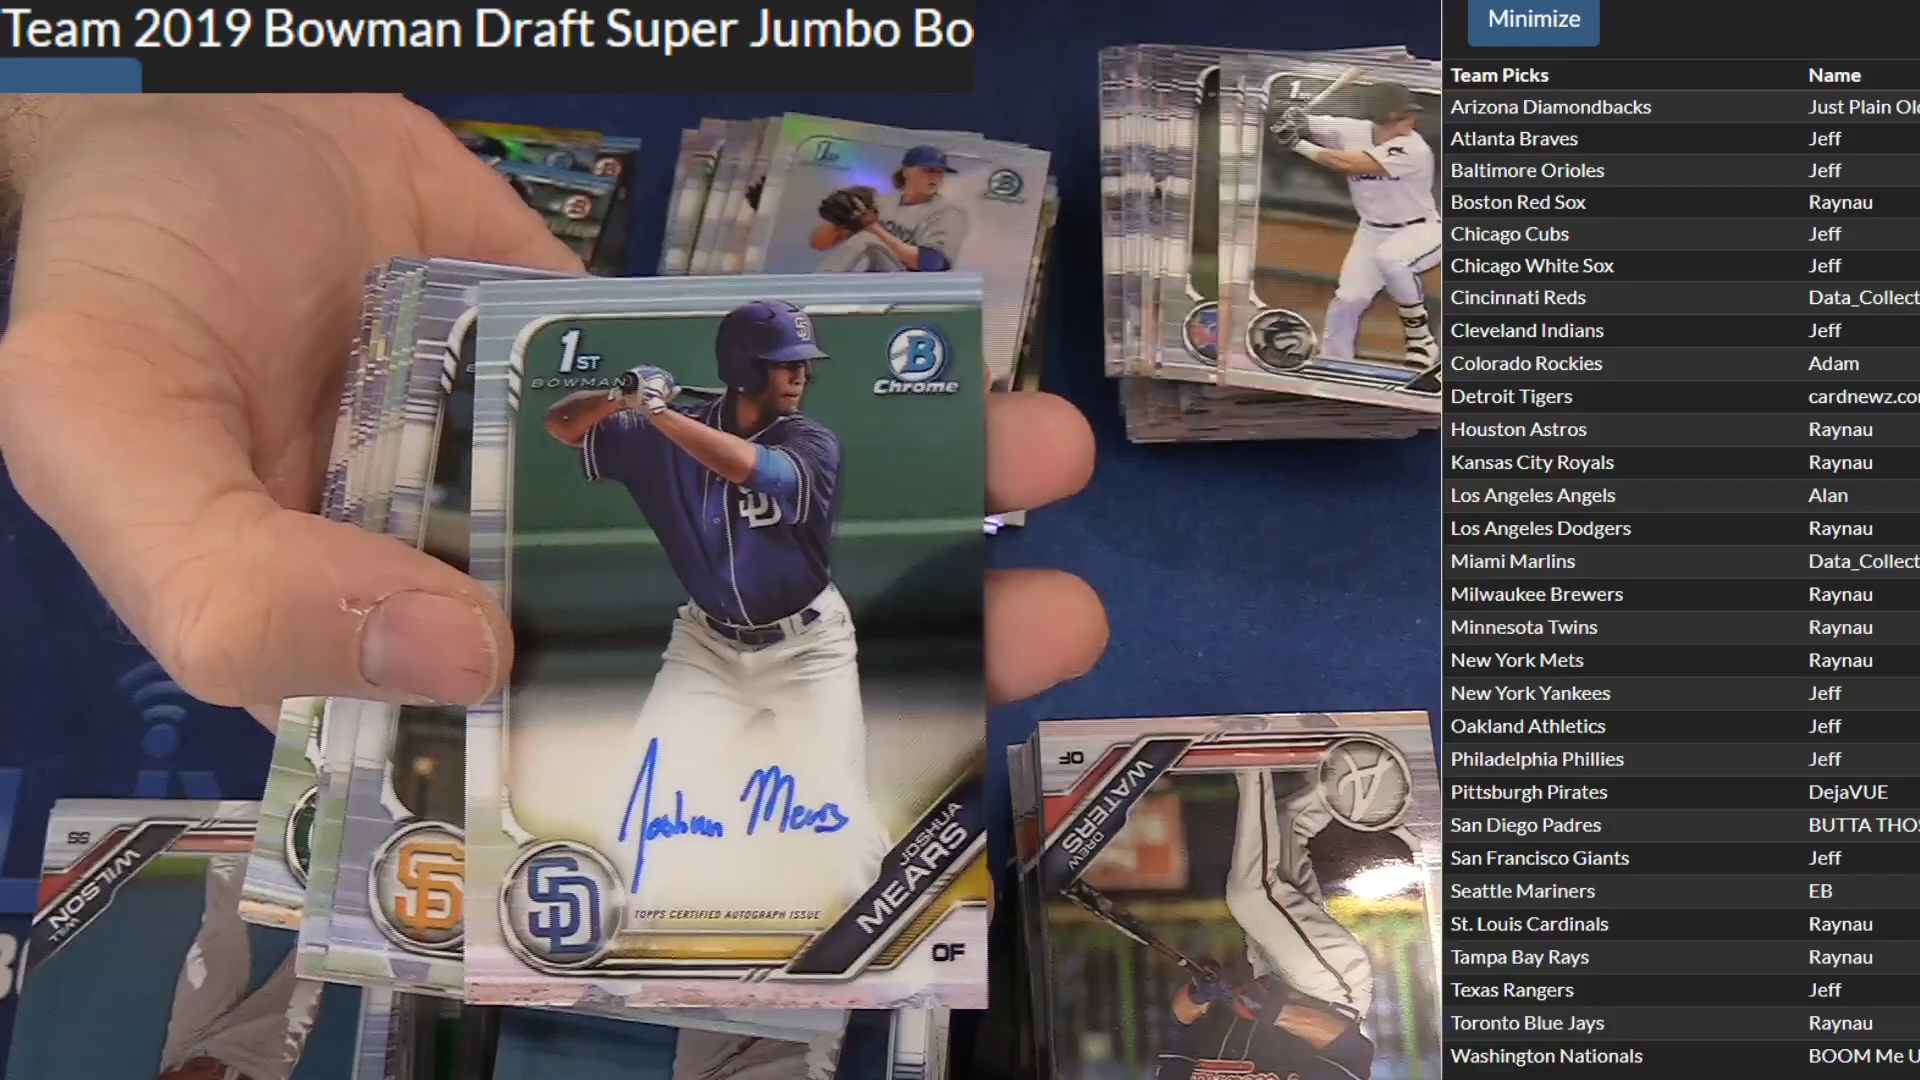 Team 2019 Bowman Draft Super Jumbo Bo
Minimize
Team Picks Name
Arizona Diamondbacks Just Plain Old
Atlanta Braves Jeff
Baltimore Orioles Jeff
Boston Red Sox Raynau
Chicago Cubs Jeff
Chicago White Sox Jeff
Cincinnati Reds Data_Collect
Cleveland Indians Jeff
Colorado Rockies Adam
Detroit Tigers cardnewz.co
Houston Astros Raynau
Kansas City Royals Raynau
Los Angeles Angels Alan
Los Angeles Dodgers Raynau
Miami Marlins Data_Collect
Milwaukee Brewers Raynau
Minnesota Twins Raynau
New York Mets Raynau
New York Yankees Jeff
Oakland Athletics Jeff
Philadelphia Phillies Jeff
Pittsburgh Pirates DejaVUE
San Diego Padres BUTTA THO
San Francisco Giants Jeff
Seattle Mariners EB
St. Louis Cardinals Raynau
Tampa Bay Rays Raynau
Texas Rangers Jeff
Toronto Blue Jays Raynau
Washington Nationals BOOM Me U
1ST
BOWMAN
B
Chrome
SD
Joshua Mears
TOPPS CERTIFIED AUTOGRAPH ISSUE
JOSHUA
MEARS
SD
OF
SF
1st
B
1st
SS
WILSON
WILL
OF
WATERS
DREW
A